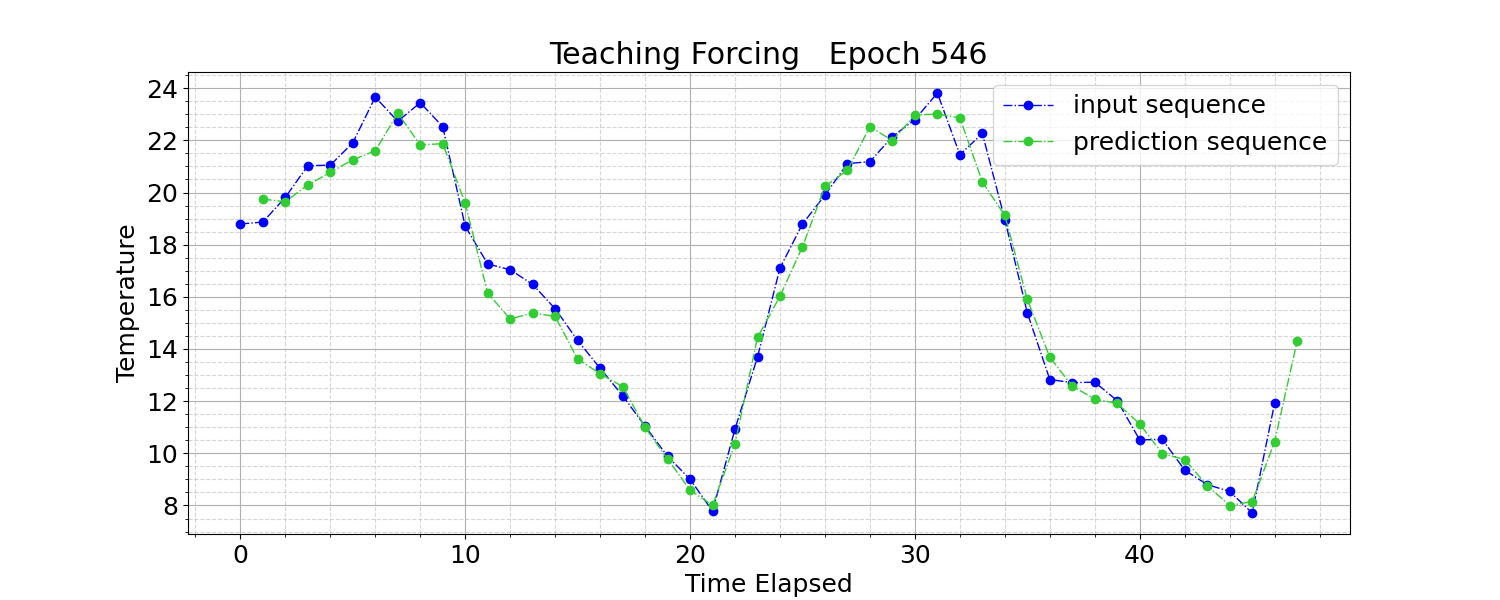 Teaching Forcing   Epoch 546
input sequence
prediction sequence
24
22
20
18
16
14
12
10
8
Temperature
0 10 20 30 40
Time Elapsed